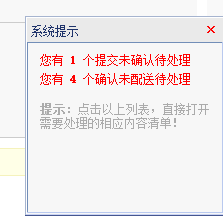 系统提示
您有 1 个提交未确认待处理
您有 4 个确认未配送待处理
提示：点击以上列表，直接打开
需要处理的相应内容清单！